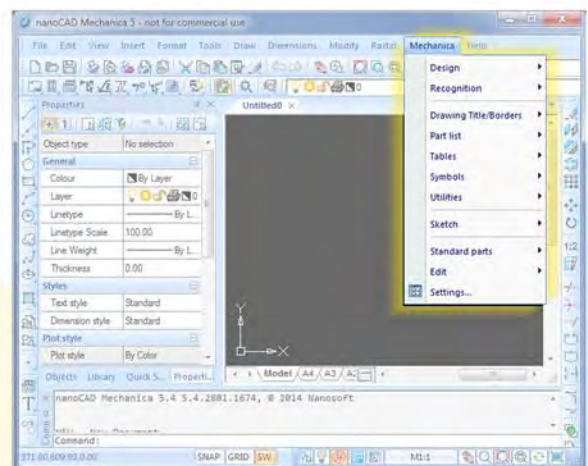 nanoCAD Mechanica 5 - not for commercial use
File Edit View Insert Format Tools Draw Dimensions Modify Raster Mechanica Help
Properties
Untitled0
Object type No selection
General
Colour By Layer
Layer 0
Linetype By L...
Linetype Scale 100.00
Line Weight By L...
Thickness 0.00
Styles
Text style Standard
Dimension style Standard
Plot style
Plot style By Color
Objects Library Quick S... Properti...
Design
Recognition
Drawing Title/Borders
Part list
Tables
Symbols
Utilities
Sketch
Standard parts
Edit
Settings...
Y
X
Model A4 A3
nanoCAD Mechanica 5.4 5.4.2801.1674, © 2014 Nanosoft
Command:
SNAP GRID SW M1:1